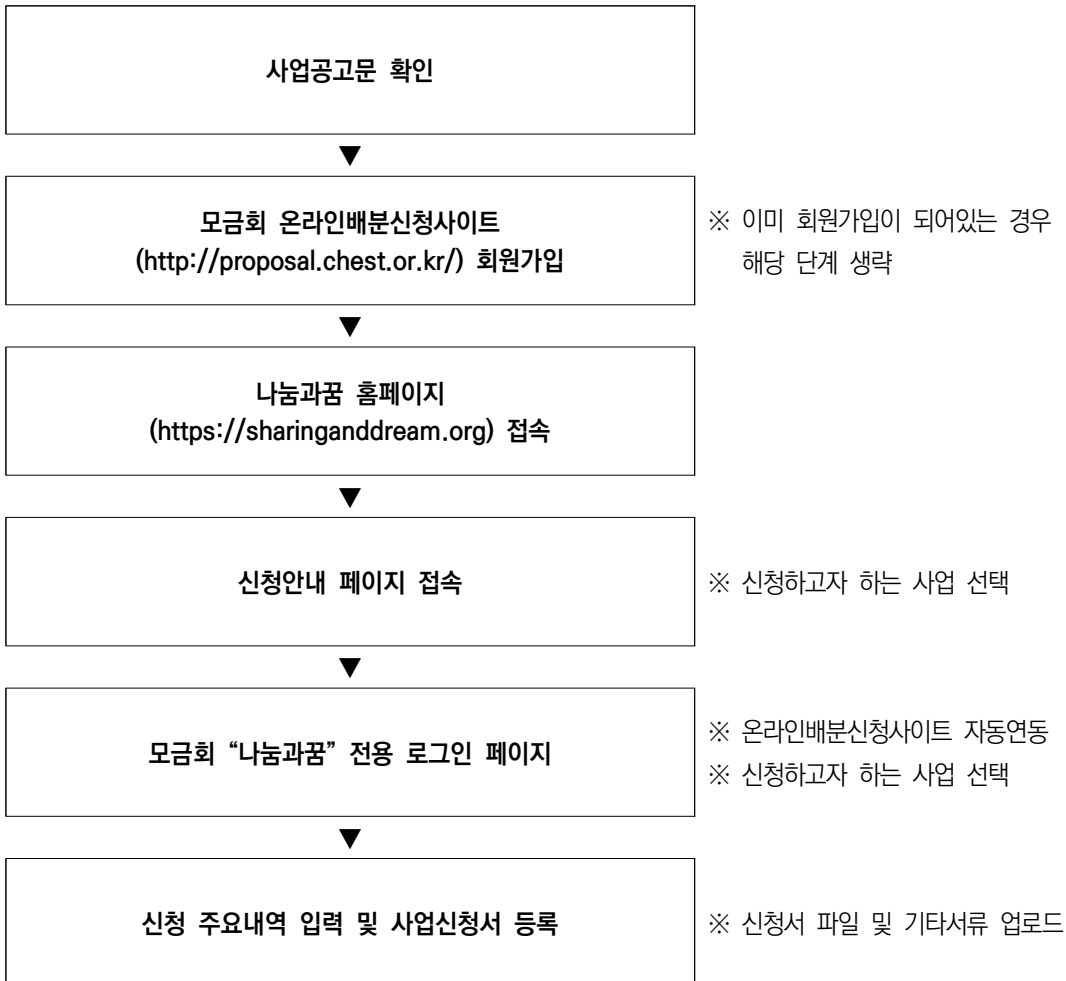 사업공고문 확인
▼
모금회 온라인배분신청사이트
(http://proposal.chest.or.kr/) 회원가입
※ 이미 회원가입이 되어있는 경우
해당 단계 생략
▼
나눔과꿈 홈페이지
(https://sharinganddream.org) 접속
▼
신청안내 페이지 접속
※ 신청하고자 하는 사업 선택
▼
모금회 “나눔과꿈” 전용 로그인 페이지
※ 온라인배분신청사이트 자동연동
※ 신청하고자 하는 사업 선택
▼
신청 주요내역 입력 및 사업신청서 등록
※ 신청서 파일 및 기타서류 업로드